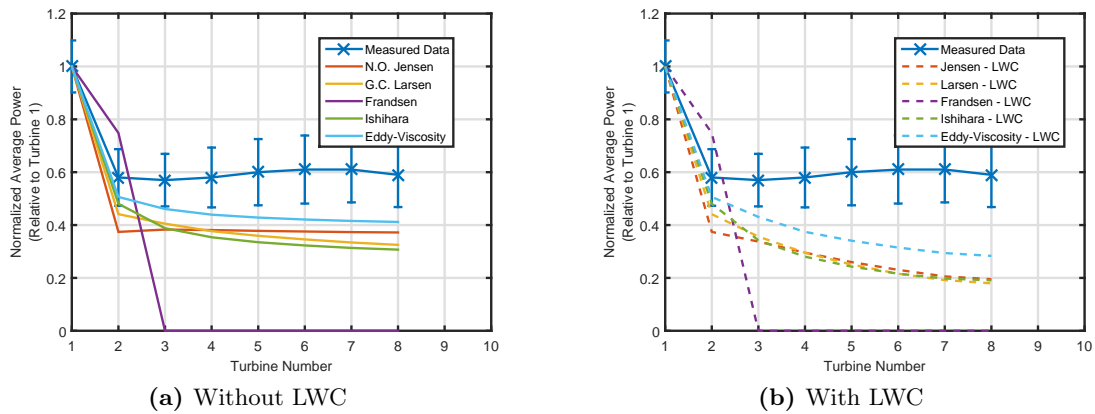 Normalized Average Power
(Relative to Turbine 1)
1.2
1
0.8
0.6
0.4
0.2
0
1 2 3 4 5 6 7 8 9 10
Turbine Number
Measured Data
N.O. Jensen
G.C. Larsen
Frandsen
Ishihara
Eddy-Viscosity
(a) Without LWC
Normalized Average Power
(Relative to Turbine 1)
1.2
1
0.8
0.6
0.4
0.2
0
1 2 3 4 5 6 7 8 9 10
Turbine Number
Measured Data
Jensen - LWC
Larsen - LWC
Frandsen - LWC
Ishihara - LWC
Eddy-Viscosity - LWC
(b) With LWC